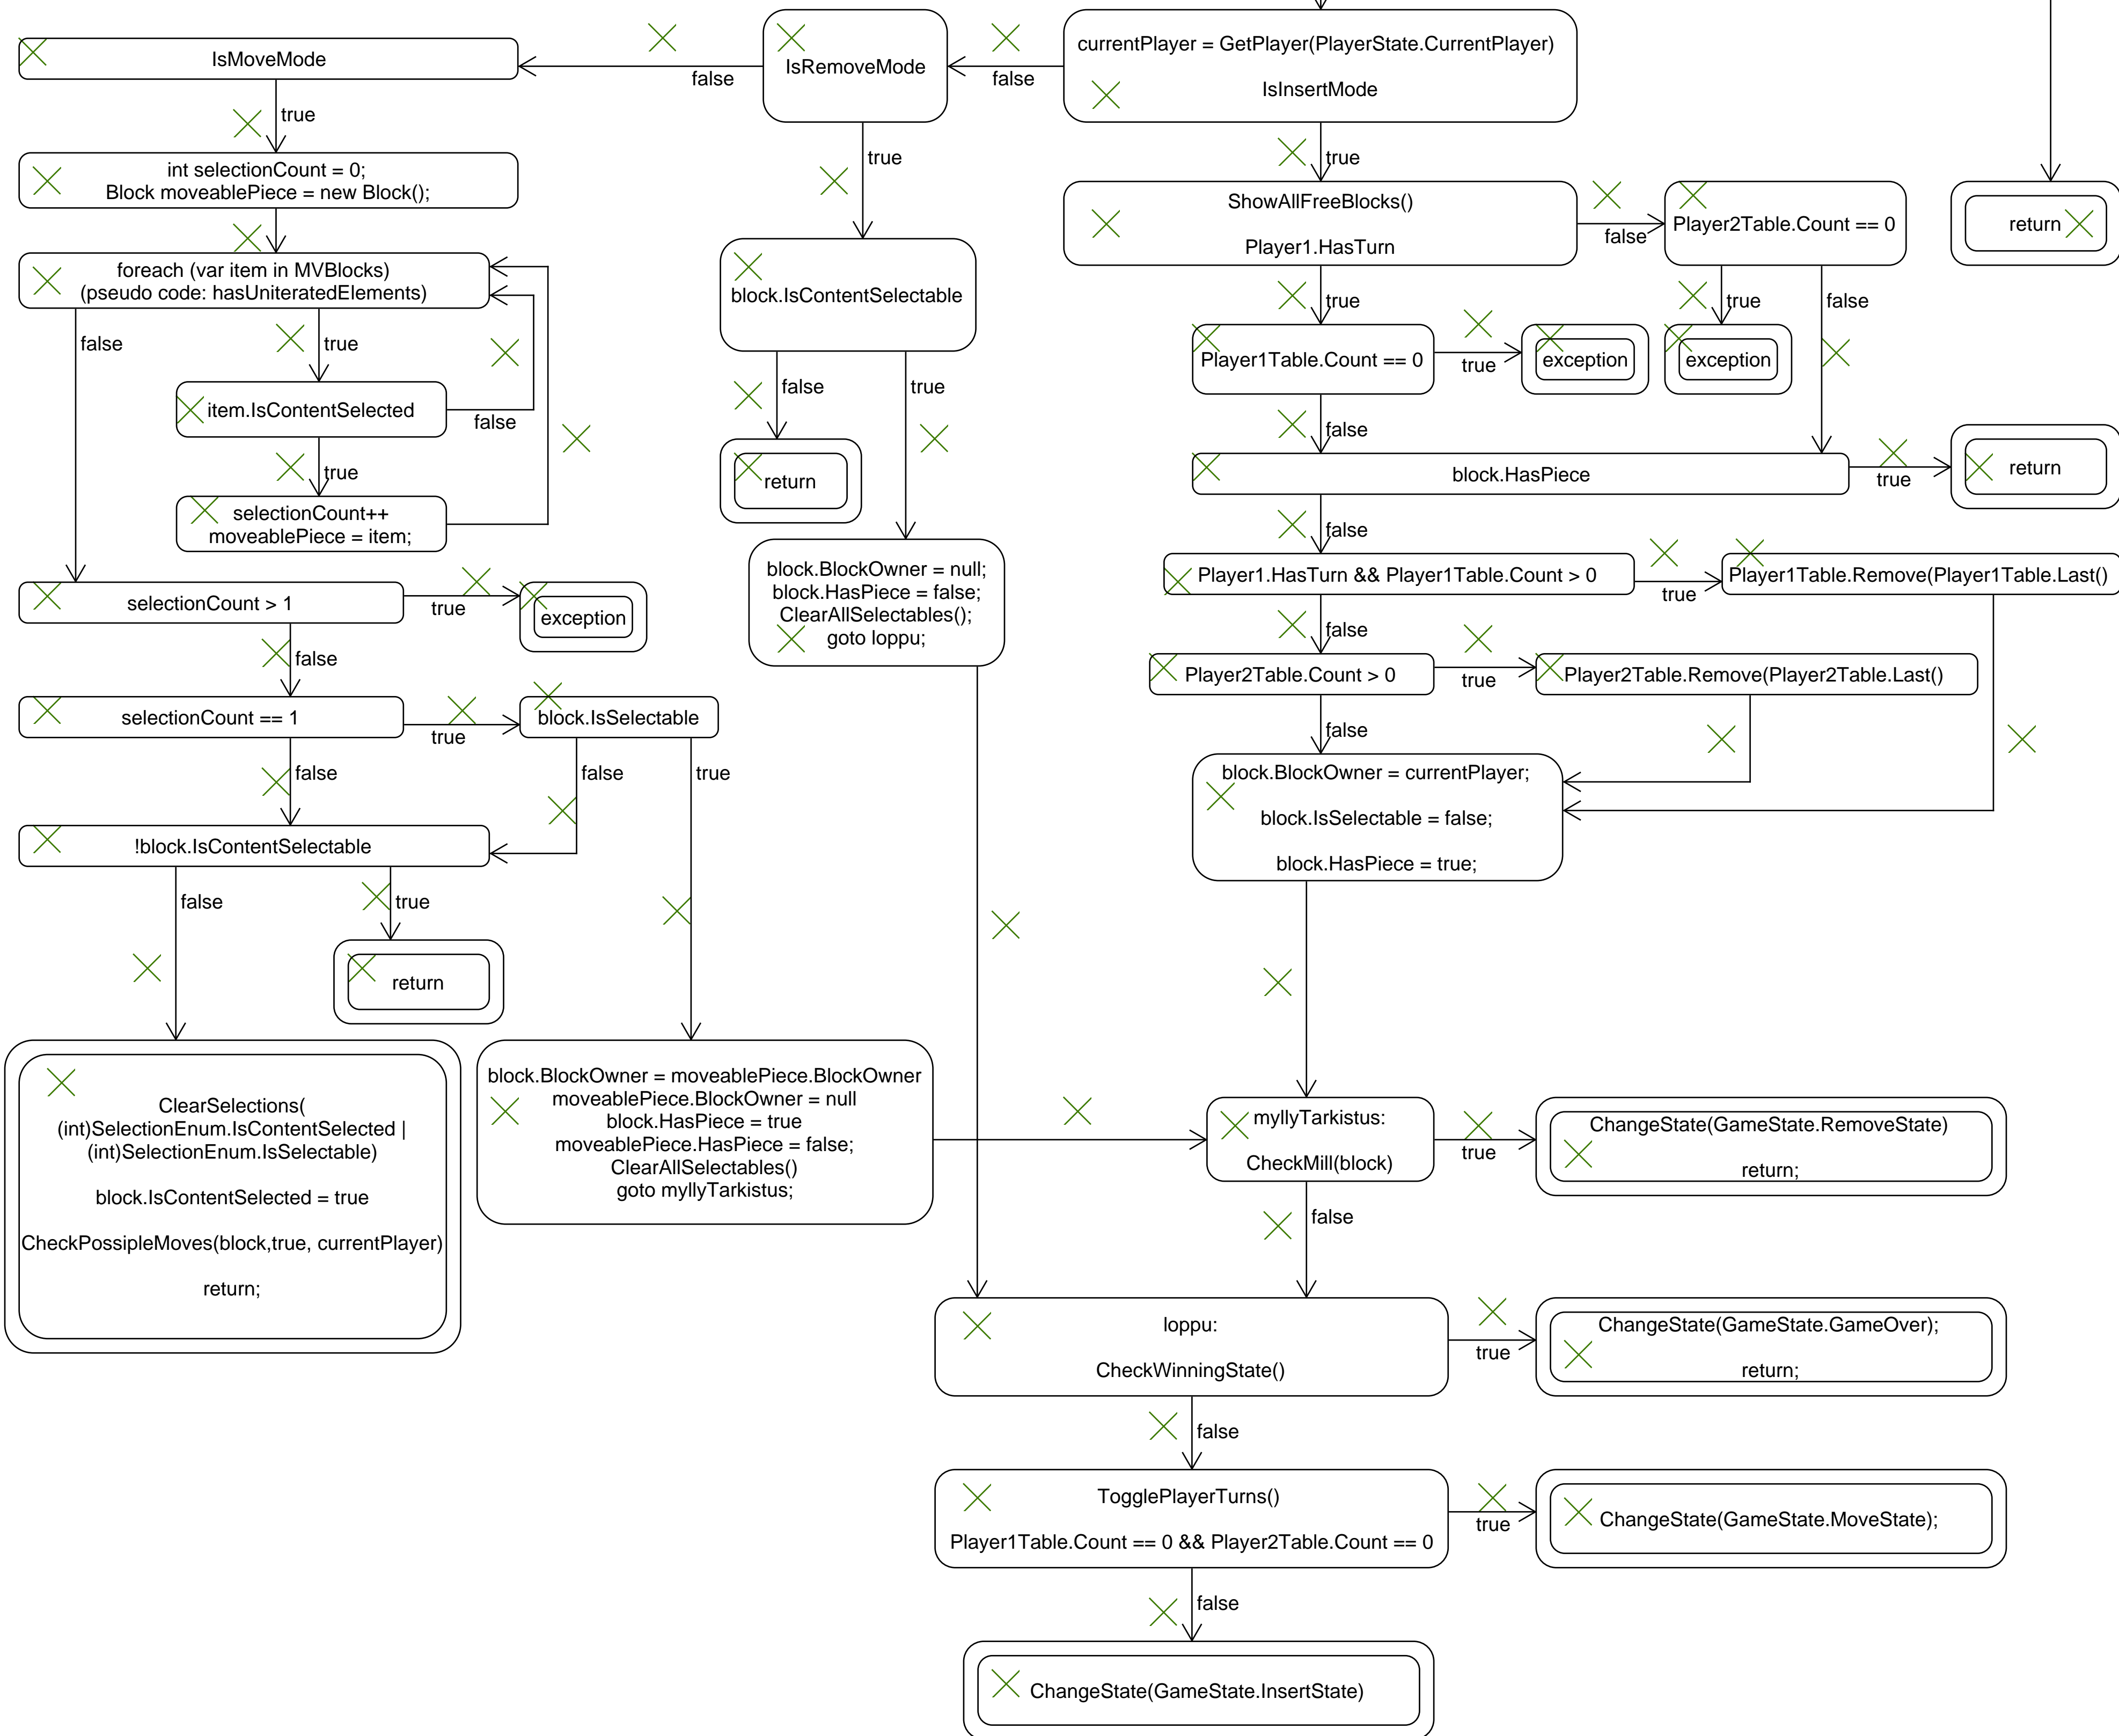 currentPlayer = GetPlayer(PlayerState.CurrentPlayer)
IsInsertMode
false
IsRemoveMode
false
IsMoveMode
true
int selectionCount = 0;
Block moveablePiece = new Block();
foreach (var item in MVBlocks)
(pseudo code: hasUniteratedElements)
false
true
item.IsContentSelected
false
true
selectionCount++
moveablePiece = item;
selectionCount > 1
true
exception
false
selectionCount == 1
true
block.IsSelectable
false
false
true
!block.IsContentSelectable
false
true
return
ClearSelections(
(int)SelectionEnum.IsContentSelected |
(int)SelectionEnum.IsSelectable)
block.IsContentSelected = true
CheckPossipleMoves(block,true, currentPlayer)
return;
block.BlockOwner = moveablePiece.BlockOwner
moveablePiece.BlockOwner = null
block.HasPiece = true
moveablePiece.HasPiece = false;
ClearAllSelectables()
goto myllyTarkistus;
true
block.IsContentSelectable
false
true
return
block.BlockOwner = null;
block.HasPiece = false;
ClearAllSelectables();
goto loppu;
true
ShowAllFreeBlocks()
Player1.HasTurn
false
Player2Table.Count == 0
return
true
true
false
Player1Table.Count == 0
true
exception
exception
false
block.HasPiece
true
return
false
Player1.HasTurn && Player1Table.Count > 0
true
Player1Table.Remove(Player1Table.Last()
false
Player2Table.Count > 0
true
Player2Table.Remove(Player2Table.Last()
false
block.BlockOwner = currentPlayer;
block.IsSelectable = false;
block.HasPiece = true;
myllyTarkistus:
CheckMill(block)
true
ChangeState(GameState.RemoveState)
return;
false
loppu:
CheckWinningState()
true
ChangeState(GameState.GameOver);
return;
false
TogglePlayerTurns()
Player1Table.Count == 0 && Player2Table.Count == 0
true
ChangeState(GameState.MoveState);
false
ChangeState(GameState.InsertState)